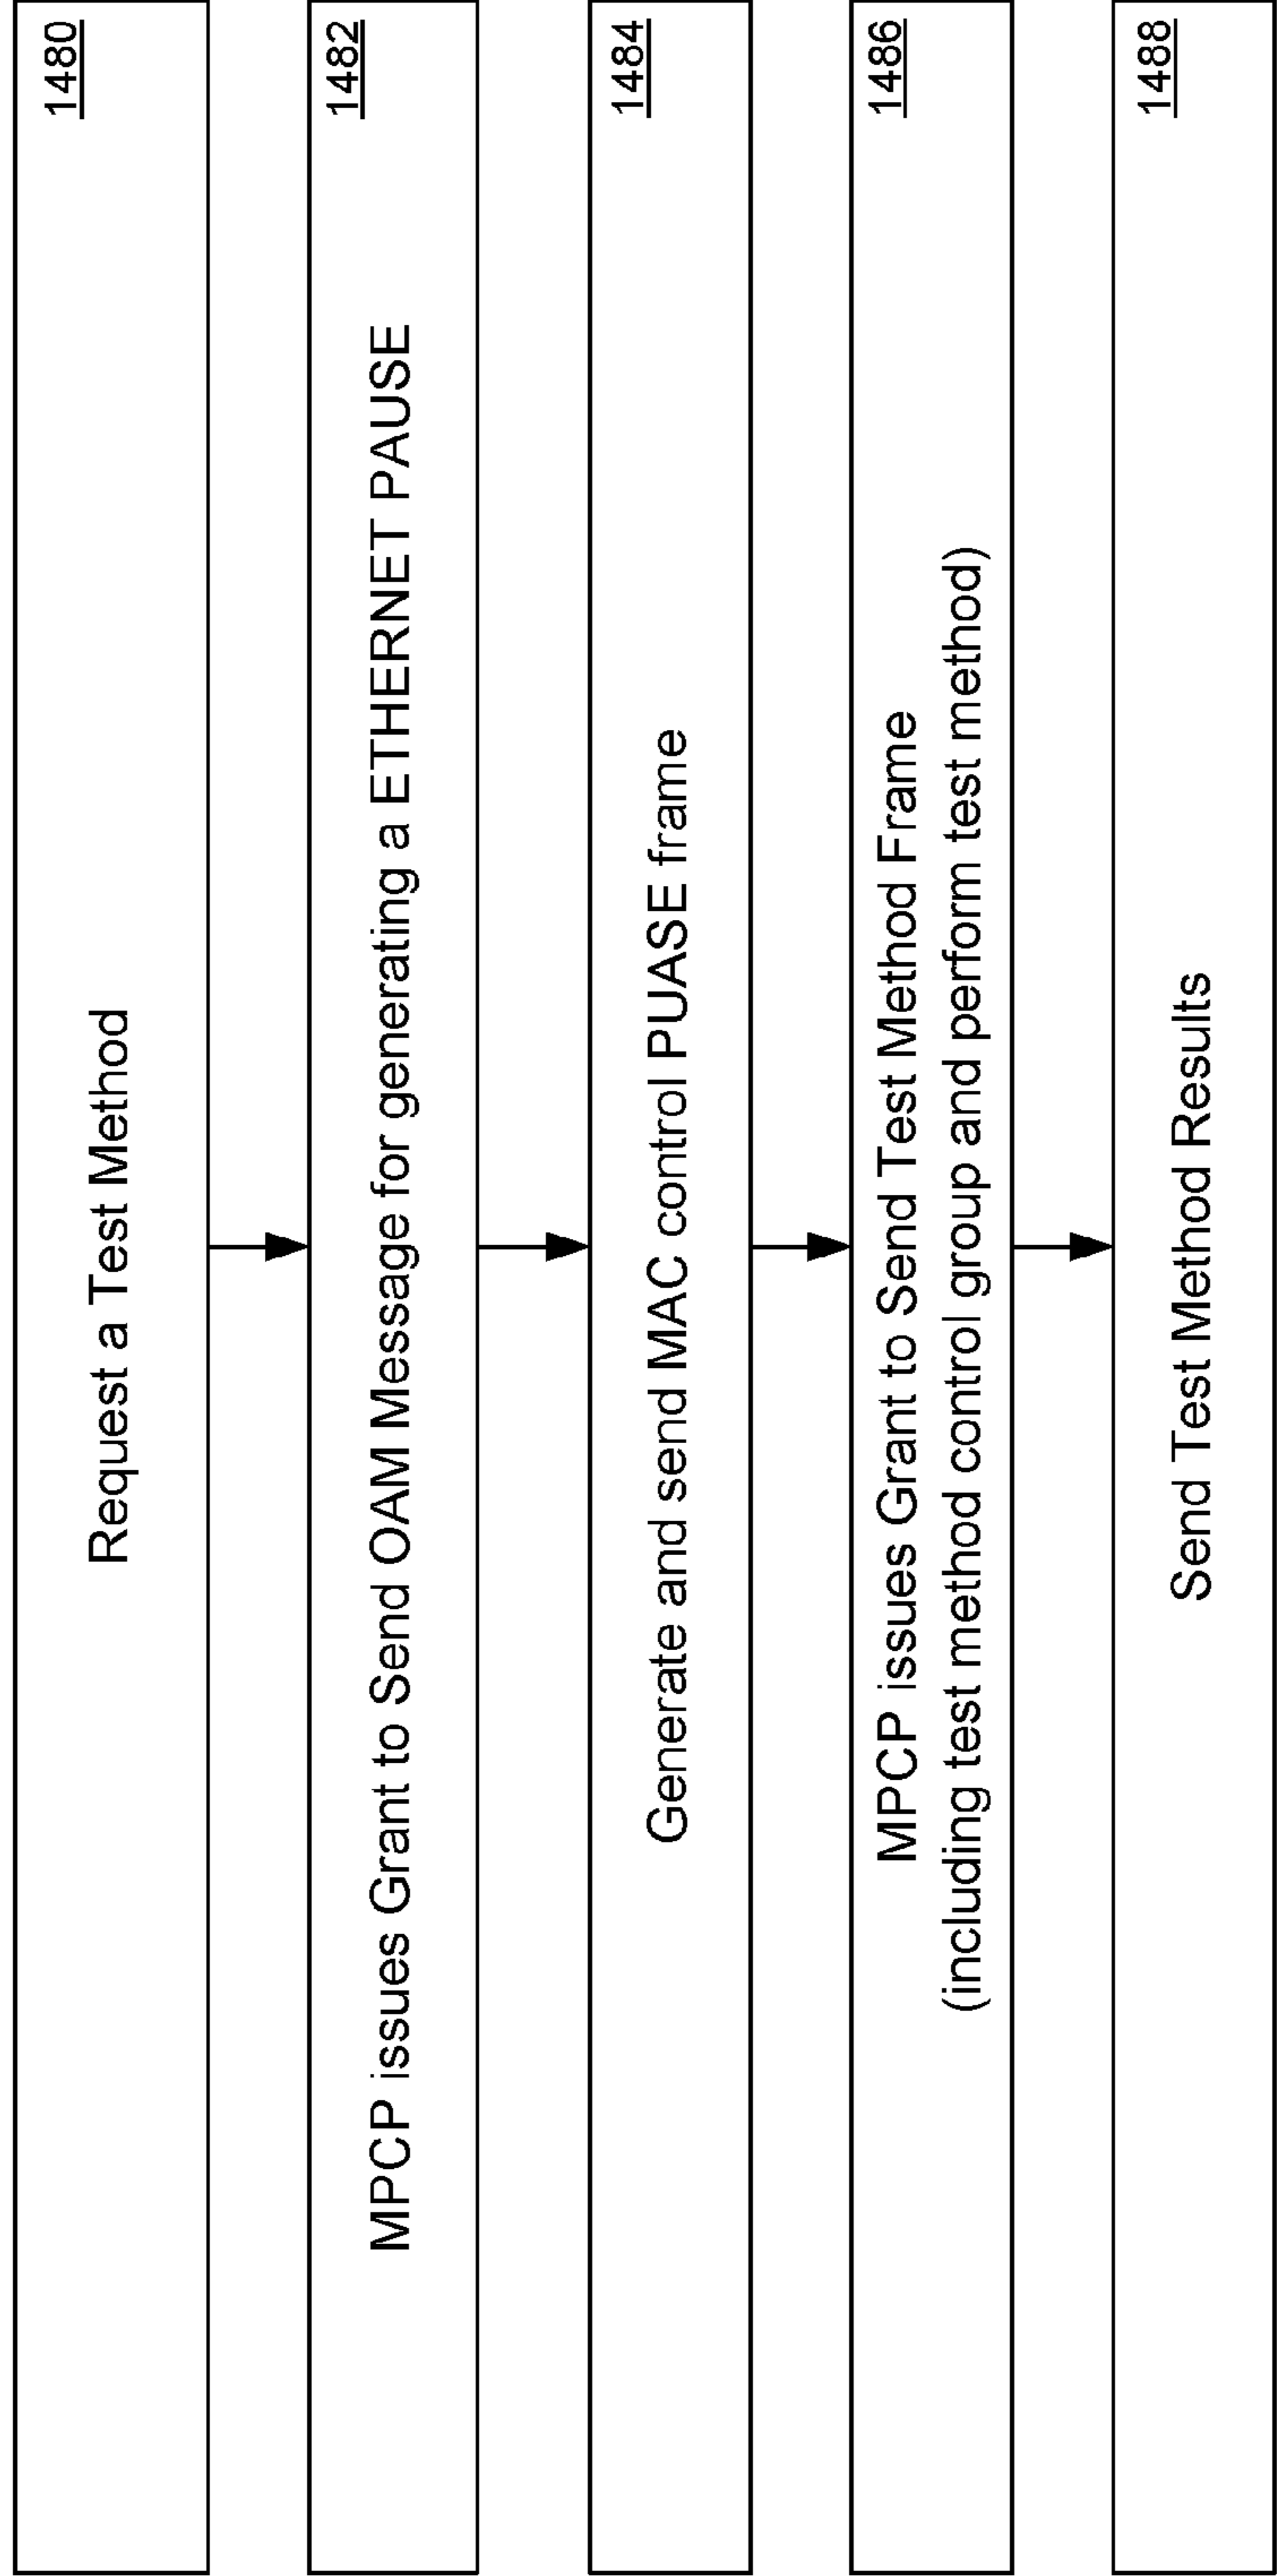 1480
Request a Test Method
1482
MPCP issues Grant to Send OAM Message for generating a ETHERNET PAUSE
1484
Generate and send MAC control PUASE frame
1486
MPCP issues Grant to Send Test Method Frame
(including test method control group and perform test method)
1488
Send Test Method Results